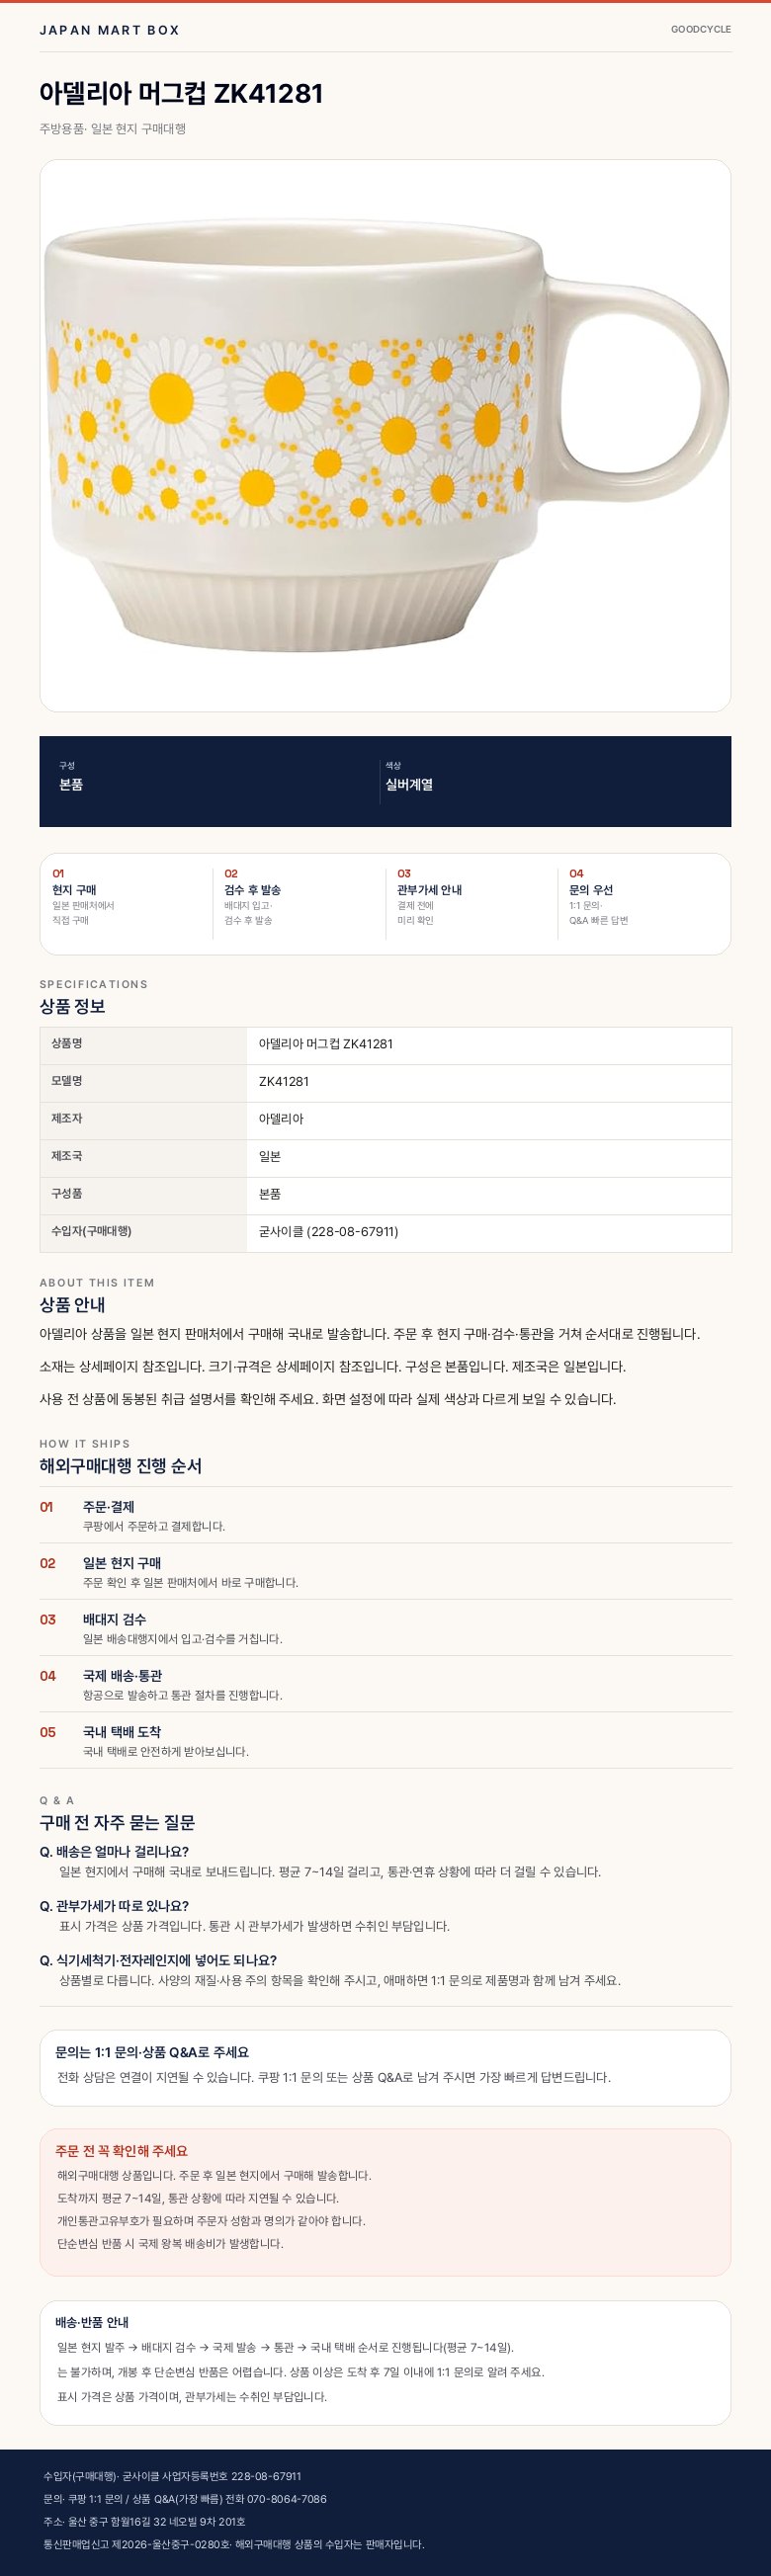 JAPAN MART BOX
GOODCYCLE
아델리아 머그컵 ZK41281
주방용품· 일본 현지 구매대행
구성
본품
색상
실버계열
01
현지 구매
일본 판매처에서
직접 구매
02
검수 후 발송
배대지 입고·
검수 후 발송
03
관부가세 안내
결제 전에
미리 확인
04
문의 우선
1:1 문의·
Q&A 빠른 답변
SPECIFICATIONS
상품 정보
상품명 아델리아 머그컵 ZK41281
모델명 ZK41281
제조자 아델리아
제조국 일본
구성품 본품
수입자(구매대행) 굳사이클 (228-08-67911)
ABOUT THIS ITEM
상품 안내
아델리아 상품을 일본 현지 판매처에서 구매해 국내로 발송합니다. 주문 후 현지 구매·검수·통관을 거쳐 순서대로 진행됩니다.
소재는 상세페이지 참조입니다. 크기·규격은 상세페이지 참조입니다. 구성은 본품입니다. 제조국은 일본입니다.
사용 전 상품에 동봉된 취급 설명서를 확인해 주세요. 화면 설정에 따라 실제 색상과 다르게 보일 수 있습니다.
HOW IT SHIPS
해외구매대행 진행 순서
01 주문·결제
쿠팡에서 주문하고 결제합니다.
02 일본 현지 구매
주문 확인 후 일본 판매처에서 바로 구매합니다.
03 배대지 검수
일본 배송대행지에서 입고·검수를 거칩니다.
04 국제 배송·통관
항공으로 발송하고 통관 절차를 진행합니다.
05 국내 택배 도착
국내 택배로 안전하게 받아보십니다.
Q & A
구매 전 자주 묻는 질문
Q. 배송은 얼마나 걸리나요?
일본 현지에서 구매해 국내로 보내드립니다. 평균 7~14일 걸리고, 통관·연휴 상황에 따라 더 걸릴 수 있습니다.
Q. 관부가세가 따로 있나요?
표시 가격은 상품 가격입니다. 통관 시 관부가세가 발생하면 수취인 부담입니다.
Q. 식기세척기·전자레인지에 넣어도 되나요?
상품별로 다릅니다. 사양의 재질·사용 주의 항목을 확인해 주시고, 애매하면 1:1 문의로 제품명과 함께 남겨 주세요.
문의는 1:1 문의·상품 Q&A로 주세요
전화 상담은 연결이 지연될 수 있습니다. 쿠팡 1:1 문의 또는 상품 Q&A로 남겨 주시면 가장 빠르게 답변드립니다.
주문 전 꼭 확인해 주세요
해외구매대행 상품입니다. 주문 후 일본 현지에서 구매해 발송합니다.
도착까지 평균 7~14일, 통관 상황에 따라 지연될 수 있습니다.
개인통관고유부호가 필요하며 주문자 성함과 명의가 같아야 합니다.
단순변심 반품 시 국제 왕복 배송비가 발생합니다.
배송·반품 안내
일본 현지 발주 → 배대지 검수 → 국제 발송 → 통관 → 국내 택배 순서로 진행됩니다(평균 7~14일).
는 불가하며, 개봉 후 단순변심 반품은 어렵습니다. 상품 이상은 도착 후 7일 이내에 1:1 문의로 알려 주세요.
표시 가격은 상품 가격이며, 관부가세는 수취인 부담입니다.
수입자(구매대행)· 굳사이클 사업자등록번호 228-08-67911
문의· 쿠팡 1:1 문의 / 상품 Q&A(가장 빠름) 전화 070-8064-7086
주소· 울산 중구 함월16길 32 네오빌 9차 201호
통신판매업신고 제2026-울산중구-0280호· 해외구매대행 상품의 수입자는 판매자입니다.